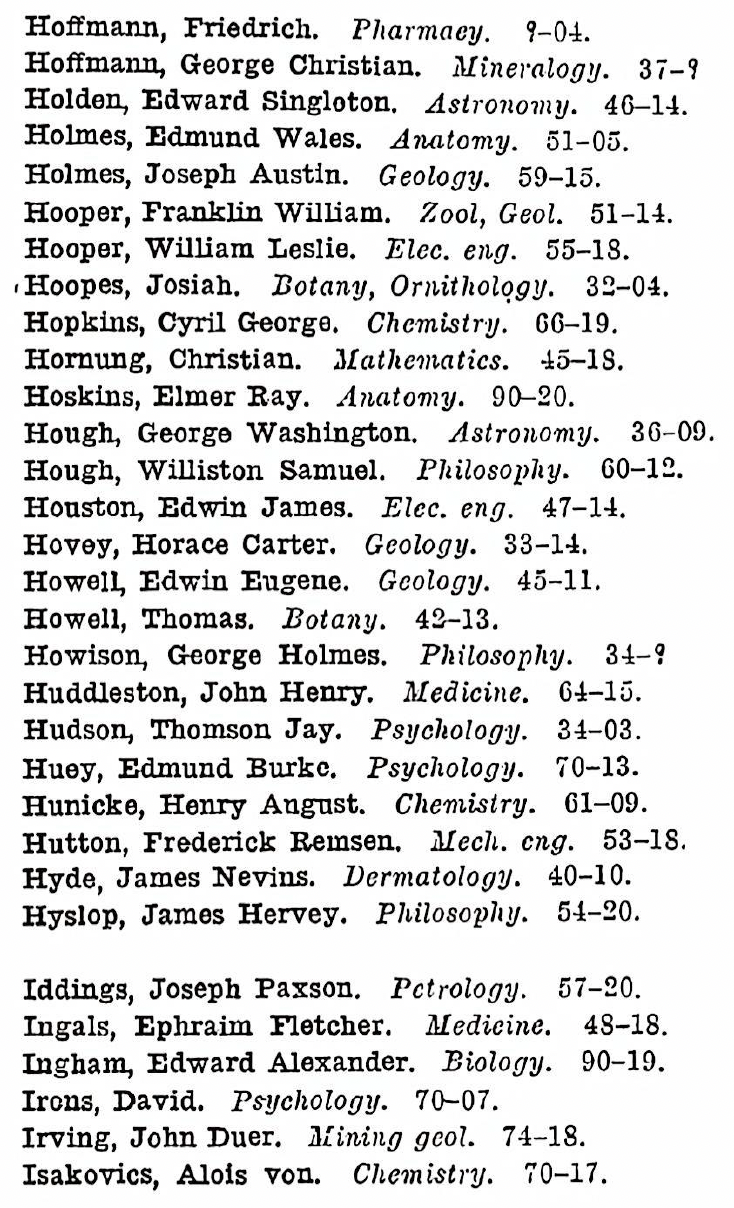 Hoffmann, Friedrich. Pharmacy. ?-04.
Hoffmann, George Christian. Mineralogy. 37-?
Holden, Edward Singleton. Astronomy. 46-14.
Holmes, Edmund Wales. Anatomy. 51-05.
Holmes, Joseph Austin. Geology. 59-15.
Hooper, Franklin William. Zool, Geol. 51-14.
Hooper, William Leslie. Elec. eng. 55-18.
Hoopes, Josiah. Botany, Ornithology. 32-04.
Hopkins, Cyril George. Chemistry. 66-19.
Hornung, Christian. Mathematics. 45-18.
Hoskins, Elmer Ray. Anatomy. 90-20.
Hough, George Washington. Astronomy. 36-09.
Hough, Williston Samuel. Philosophy. 60-12.
Houston, Edwin James. Elec. eng. 47-14.
Hovey, Horace Carter. Geology. 33-14.
Howell, Edwin Eugene. Geology. 45-11.
Howell, Thomas. Botany. 42-13.
Howison, George Holmes. Philosophy. 34-?
Huddleston, John Henry. Medicine. 64-15.
Hudson, Thomson Jay. Psychology. 34-03.
Huey, Edmund Burke. Psychology. 70-13.
Hunicke, Henry August. Chemistry. 61-09.
Hutton, Frederick Remsen. Mech. eng. 53-18.
Hyde, James Nevins. Dermatology. 40-10.
Hyslop, James Hervey. Philosophy. 54-20.
Iddings, Joseph Paxson. Petrology. 57-20.
Ingals, Ephraim Fletcher. Medicine. 48-18.
Ingham, Edward Alexander. Biology. 90-19.
Irons, David. Psychology. 70-07.
Irving, John Duer. Mining geol. 74-18.
Isakovics, Alois von. Chemistry. 70-17.